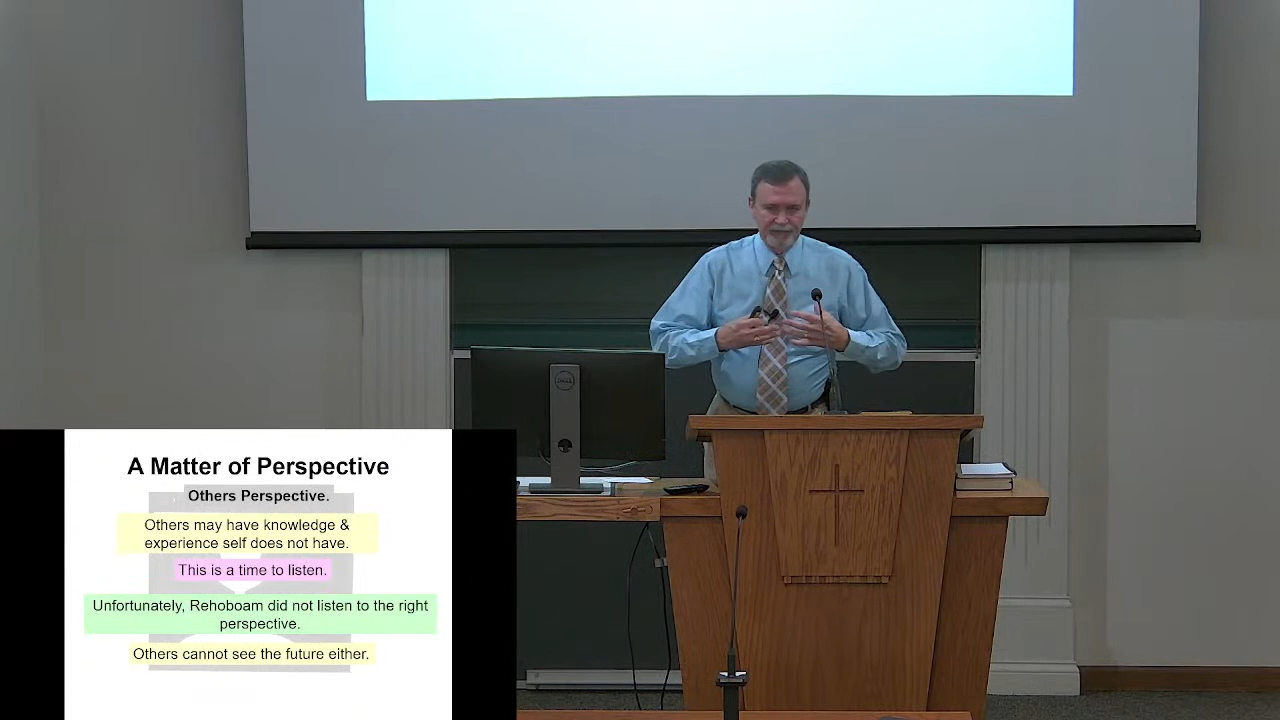 A Matter of Perspective
Others Perspective.
Others may have knowledge &
experience self does not have.
This is a time to listen.
Unfortunately, Rehoboam did not listen to the right
perspective.
Others cannot see the future either.
DELL